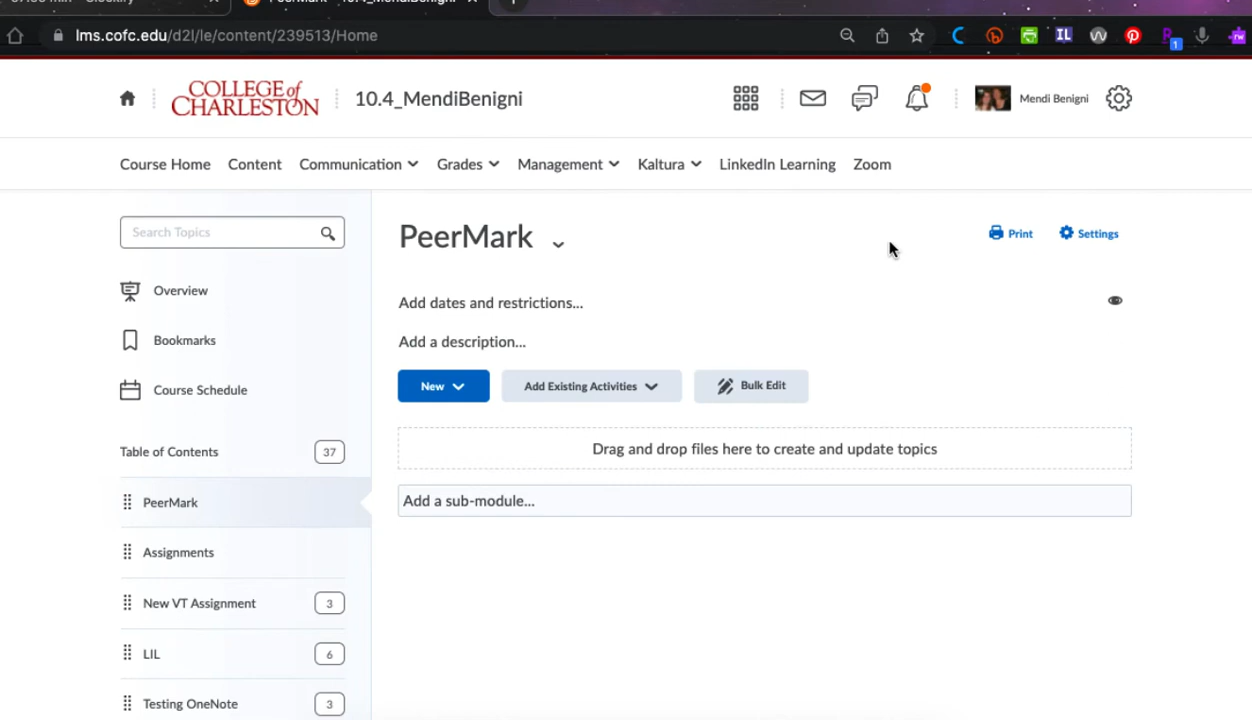 lms.cofc.edu/d2l/le/content/239513/Home
IL
1
rw
COLLEGE of
CHARLESTON
10.4_MendiBenigni
Mendi Benigni
Course Home Content Communication Grades Management Kaltura LinkedIn Learning Zoom
Search Topics
PeerMark
Print
Settings
Overview
Add dates and restrictions...
Bookmarks
Add a description...
Course Schedule
New
Add Existing Activities
Bulk Edit
Table of Contents 37
Drag and drop files here to create and update topics
PeerMark
Add a sub-module...
Assignments
New VT Assignment 3
LIL 6
Testing OneNote 3